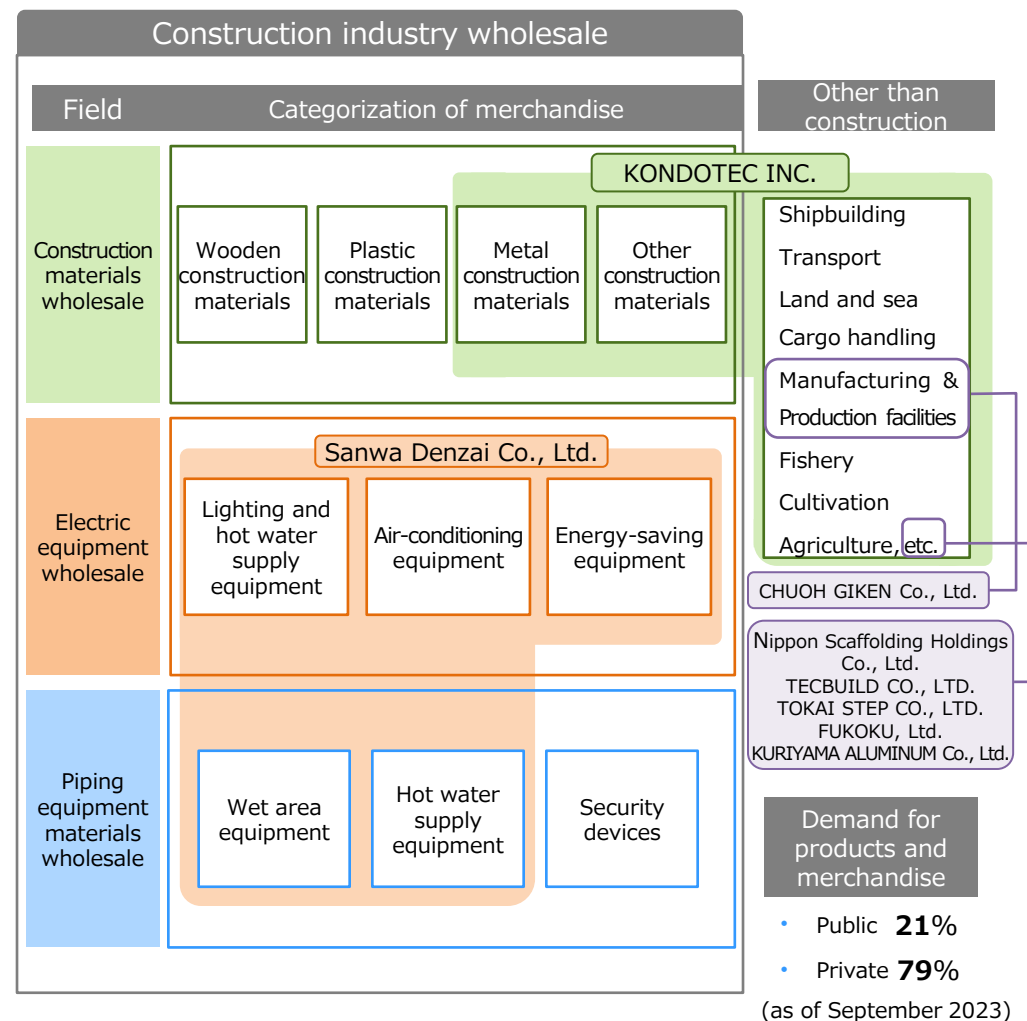 Construction industry wholesale
Field
Categorization of merchandise
Other than
construction
KONDOTEC INC.
Construction
materials
wholesale
Wooden
construction
materials
Plastic
construction
materials
Metal
construction
materials
Other
construction
materials
Shipbuilding
Transport
Land and sea
Cargo handling
Manufacturing &
Production facilities
Fishery
Cultivation
Agriculture, etc.
Sanwa Denzai Co., Ltd.
Electric
equipment
wholesale
Lighting and
hot water
supply
equipment
Air-conditioning
equipment
Energy-saving
equipment
CHUOH GIKEN Co., Ltd.
Nippon Scaffolding Holdings
Co., Ltd.
TECBUILD CO., LTD.
TOKAI STEP CO., LTD.
FUKOKU, Ltd.
KURIYAMA ALUMINUM Co., Ltd.
Piping
equipment
materials
wholesale
Wet area
equipment
Hot water
supply
equipment
Security
devices
Demand for
products and
merchandise
• Public 21%
• Private 79%
(as of September 2023)